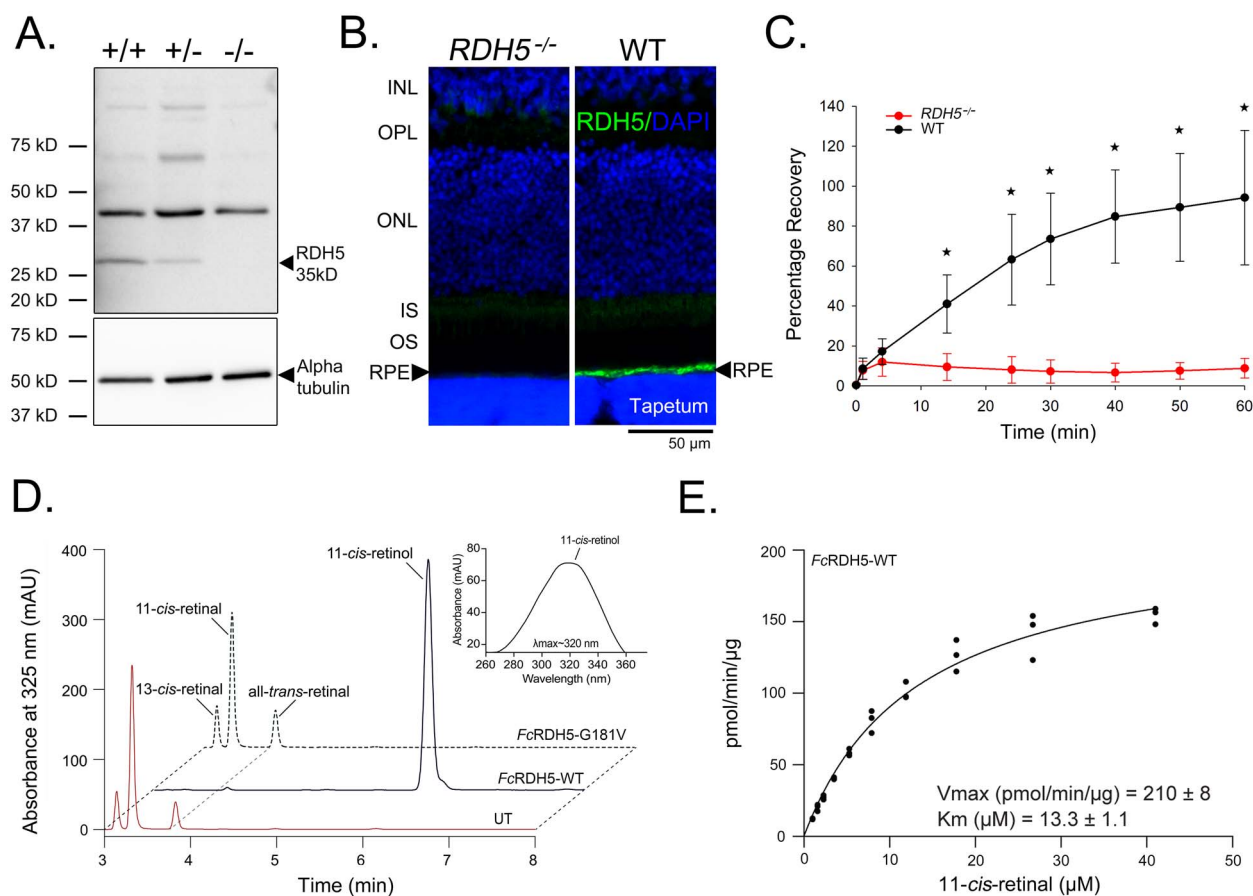 A.
+/+ +/- -/-
75 kD
50 kD
37 kD
25 kD
20 kD
RDH5
35kD
75 kD
50 kD
37 kD
Alpha
tubulin
B.
RDH5-/- WT
INL
OPL
ONL
IS
OS
RPE
RDH5/DAPI
RPE
Tapetum
50 µm
C.
Percentage Recovery
140
120
100
80
60
40
20
0
RDH5-/-
WT
0 10 20 30 40 50 60
Time (min)
D.
Absorbance at 325 nm (mAU)
400
300
200
100
0
13-cis-retinal
11-cis-retinal
all-trans-retinal
11-cis-retinol
FcRDH5-G181V
FcRDH5-WT
UT
3 4 5 6 7 8
Time (min)
Absorbance (mAU)
80
60
40
20
11-cis-retinol
λmax~320 nm
260 280 300 320 340 360
Wavelength (nm)
E.
pmol/min/µg
200
150
100
50
0
FcRDH5-WT
Vmax (pmol/min/µg) = 210 ± 8
Km (µM) = 13.3 ± 1.1
0 10 20 30 40 50
11-cis-retinal (µM)